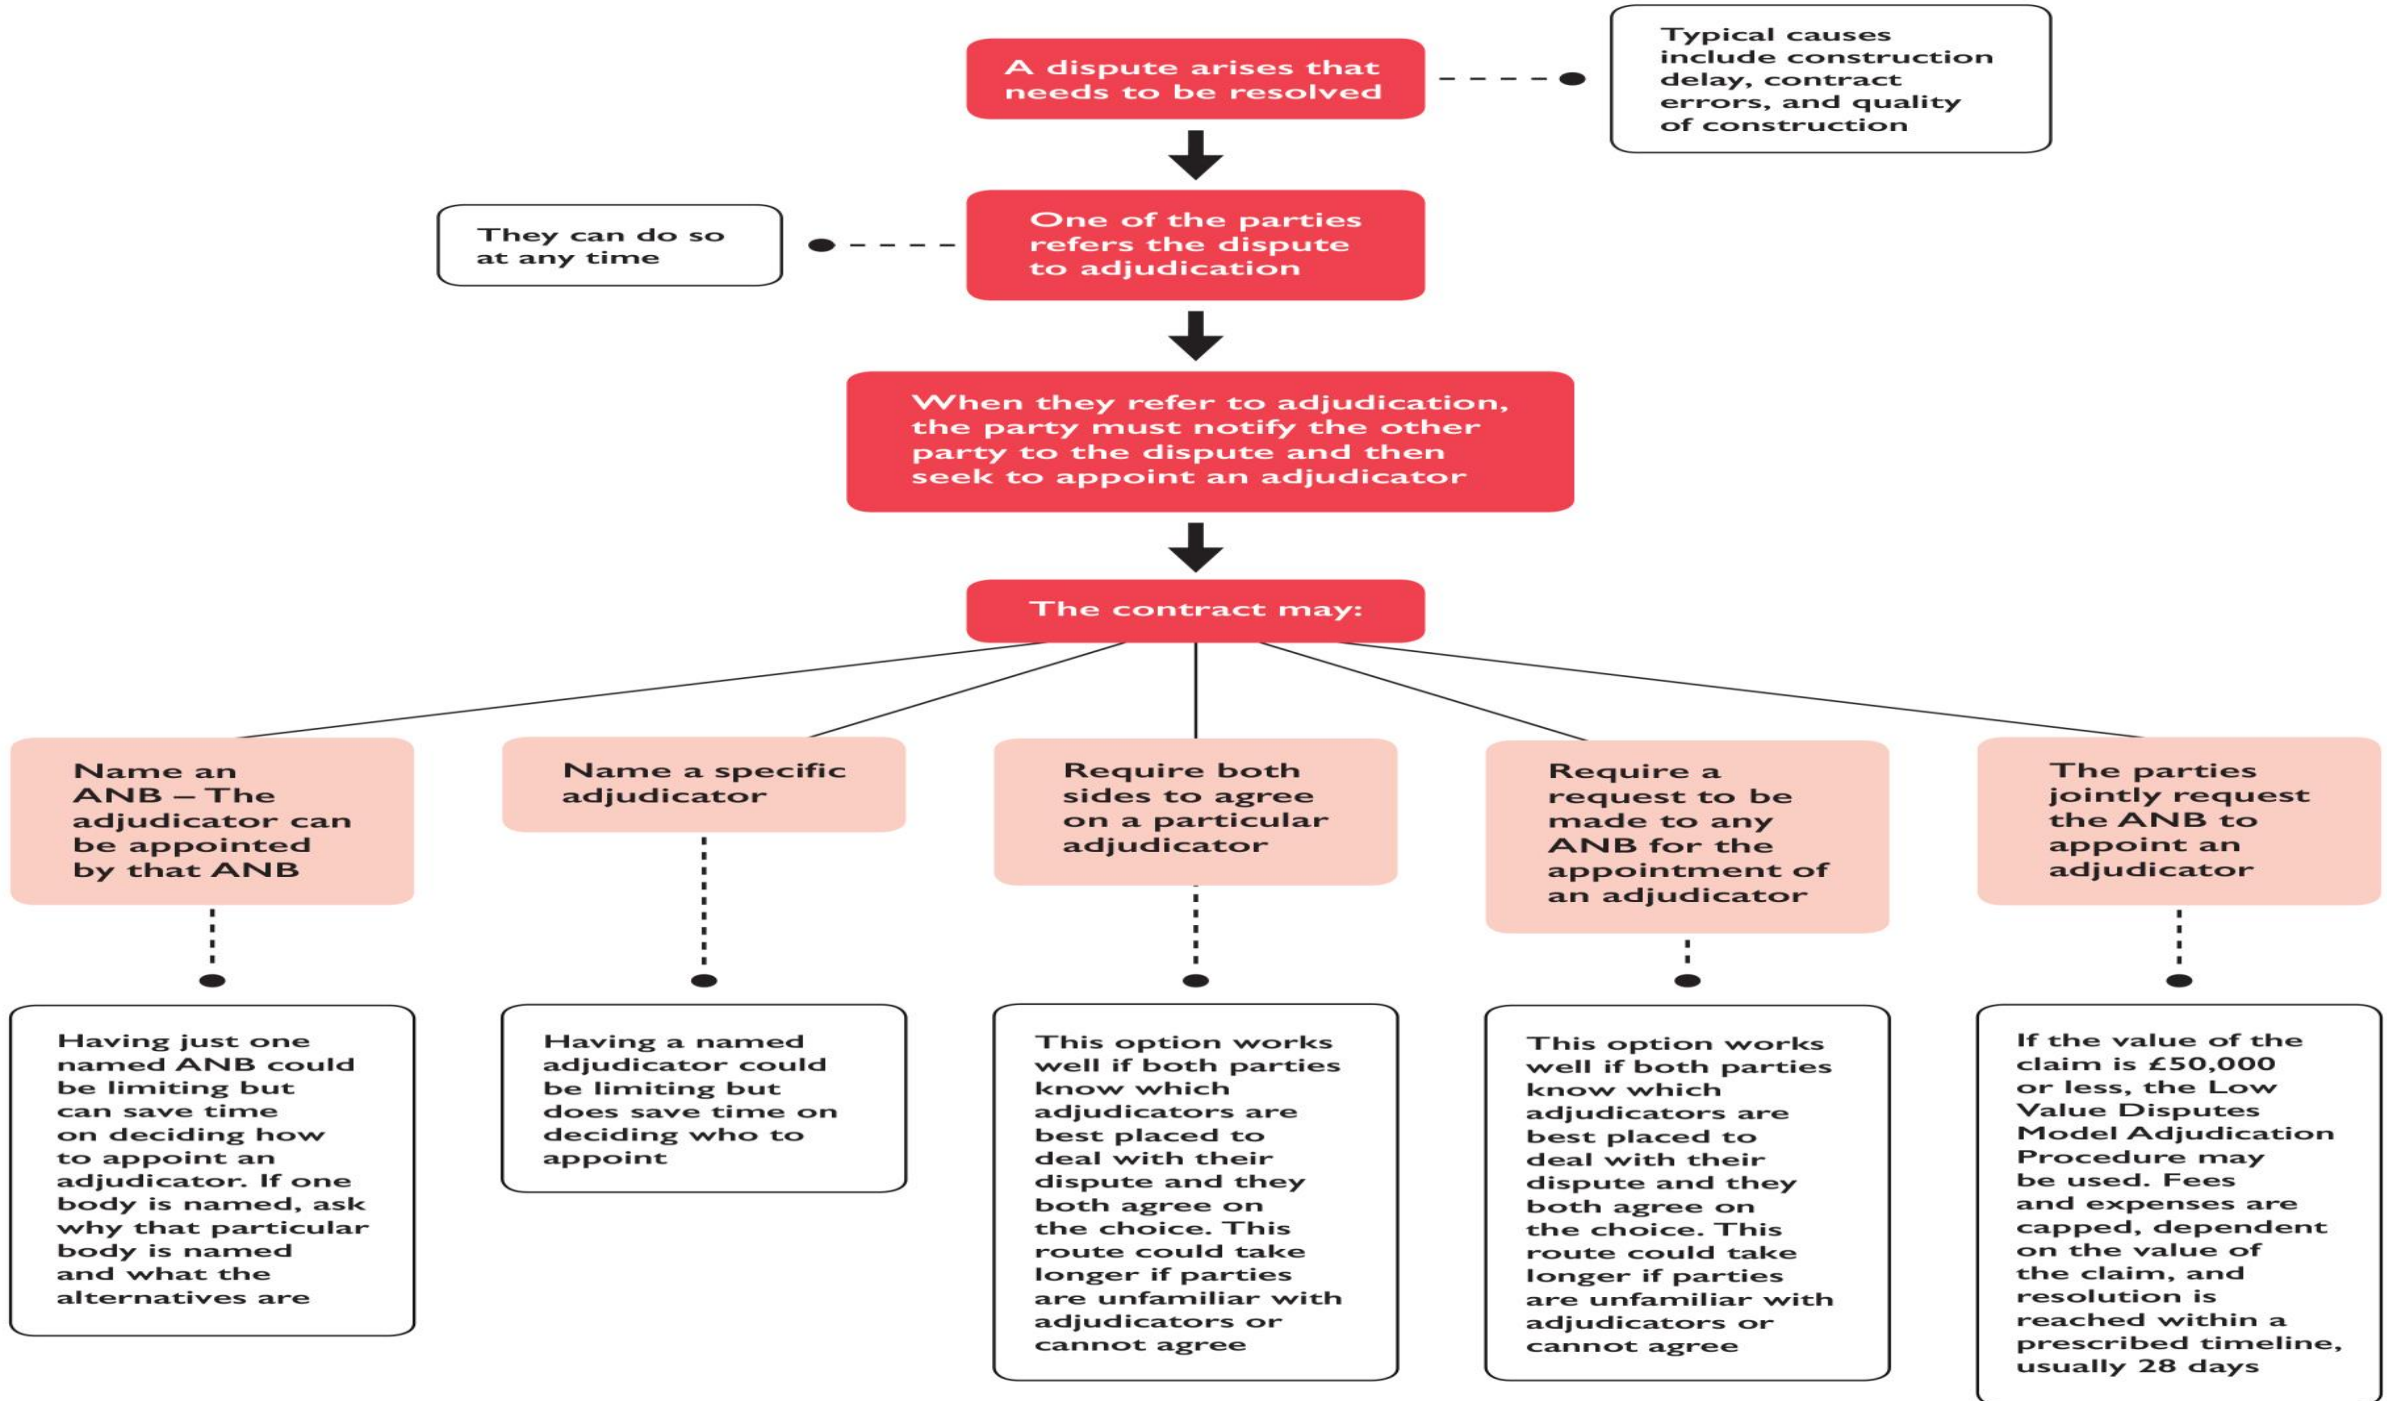 A dispute arises that
needs to be resolved
Typical causes
include construction
delay, contract
errors, and quality
of construction
One of the parties
refers the dispute
to adjudication
They can do so
at any time
When they refer to adjudication,
the party must notify the other
party to the dispute and then
seek to appoint an adjudicator
The contract may:
Name an
ANB – The
adjudicator can
be appointed
by that ANB
Name a specific
adjudicator
Require both
sides to agree
on a particular
adjudicator
Require a
request to be
made to any
ANB for the
appointment of
an adjudicator
The parties
jointly request
the ANB to
appoint an
adjudicator
Having just one
named ANB could
be limiting but
can save time
on deciding how
to appoint an
adjudicator. If one
body is named, ask
why that particular
body is named
and what the
alternatives are
Having a named
adjudicator could
be limiting but
does save time on
deciding who to
appoint
This option works
well if both parties
know which
adjudicators are
best placed to
deal with their
dispute and they
both agree on
the choice. This
route could take
longer if parties
are unfamiliar with
adjudicators or
cannot agree
This option works
well if both parties
know which
adjudicators are
best placed to
deal with their
dispute and they
both agree on
the choice. This
route could take
longer if parties
are unfamiliar with
adjudicators or
cannot agree
If the value of the
claim is £50,000
or less, the Low
Value Disputes
Model Adjudication
Procedure may
be used. Fees
and expenses are
capped, dependent
on the value of
the claim, and
resolution is
reached within a
prescribed timeline,
usually 28 days